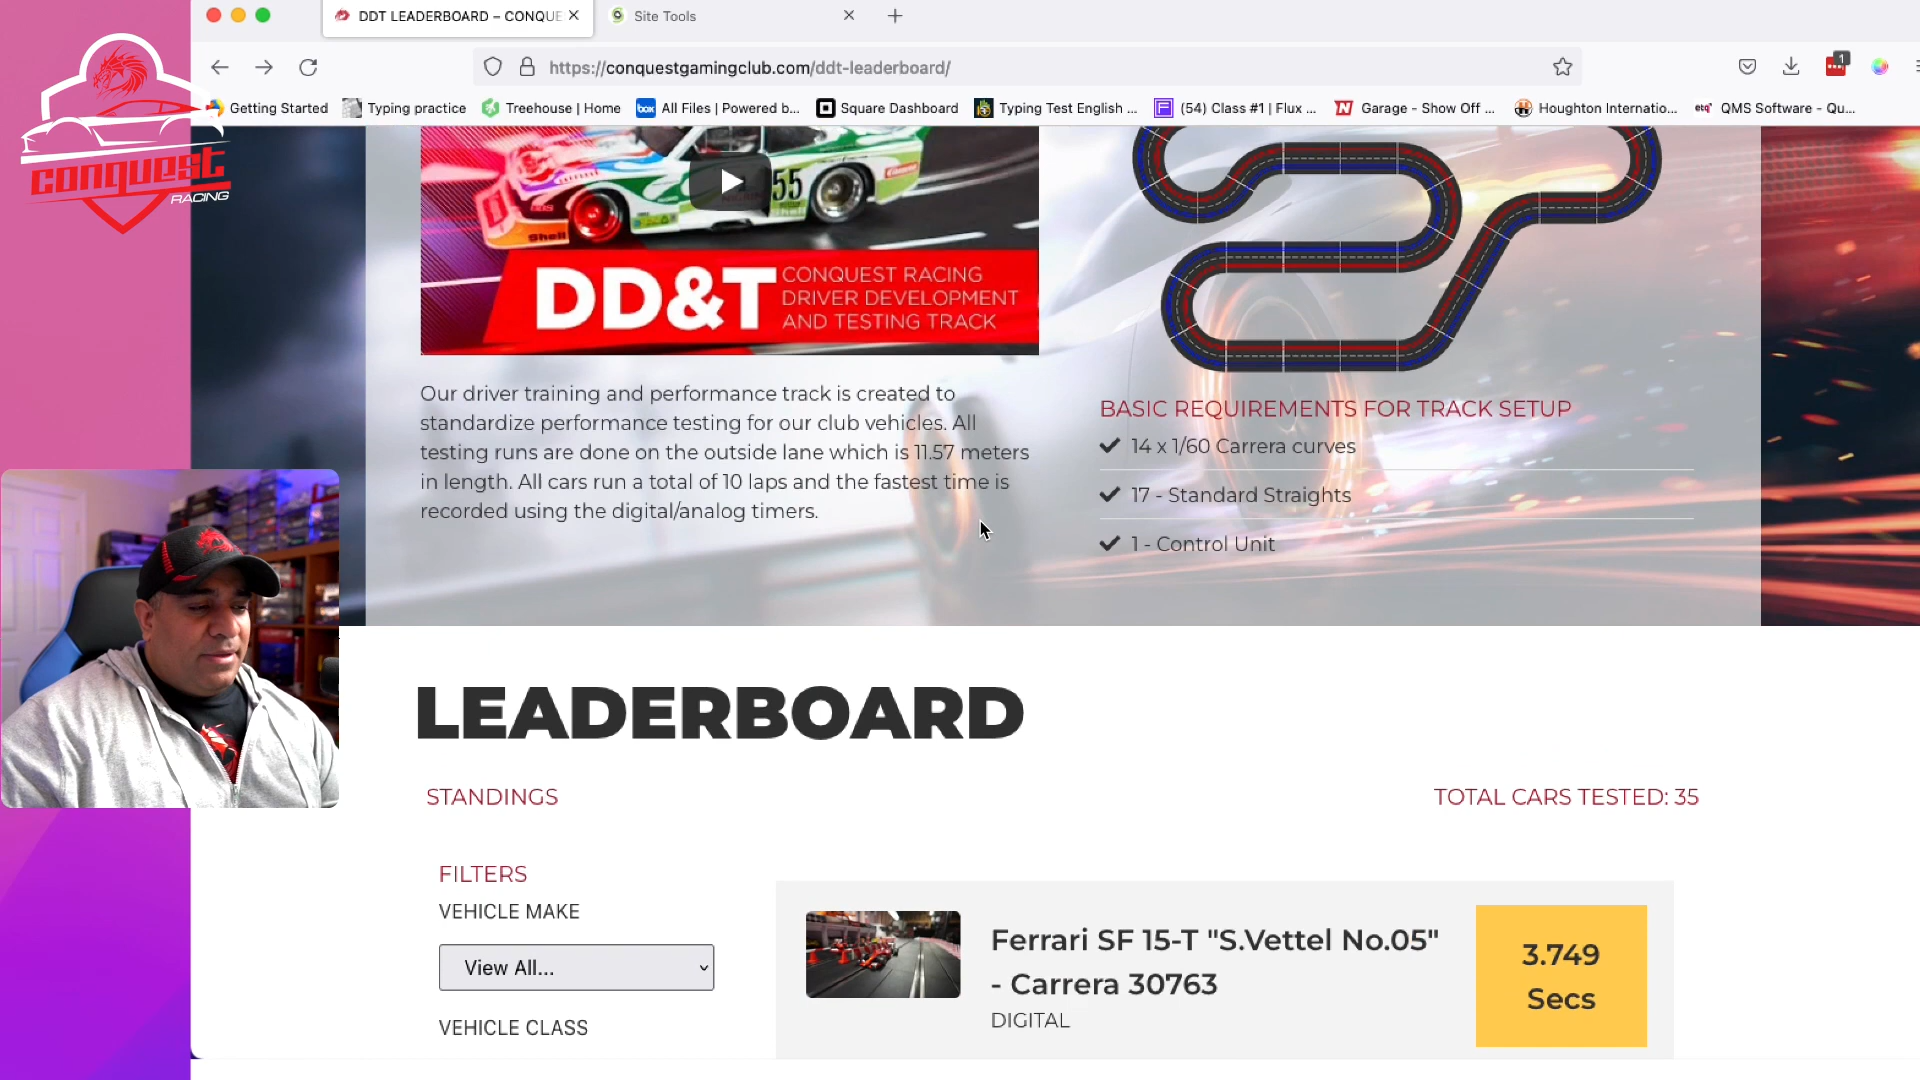 DDT LEADERBOARD – CONQUE
Site Tools
https://conquestgamingclub.com/ddt-leaderboard/
1
Getting Started
Typing practice
Treehouse | Home
box
All Files | Powered b...
Square Dashboard
Typing Test English ...
(54) Class #1 | Flux ...
Garage - Show Off ...
Houghton Internatio...
etq
QMS Software - Qu...
conquest
RACING
55
Shell
DD&T
CONQUEST RACING
DRIVER DEVELOPMENT
AND TESTING TRACK
Our driver training and performance track is created to
standardize performance testing for our club vehicles. All
testing runs are done on the outside lane which is 11.57 meters
in length. All cars run a total of 10 laps and the fastest time is
recorded using the digital/analog timers.
BASIC REQUIREMENTS FOR TRACK SETUP
14 x 1/60 Carrera curves
17 - Standard Straights
1 - Control Unit
LEADERBOARD
STANDINGS
TOTAL CARS TESTED: 35
FILTERS
VEHICLE MAKE
View All...
VEHICLE CLASS
Ferrari SF 15-T "S.Vettel No.05"
- Carrera 30763
DIGITAL
3.749
Secs